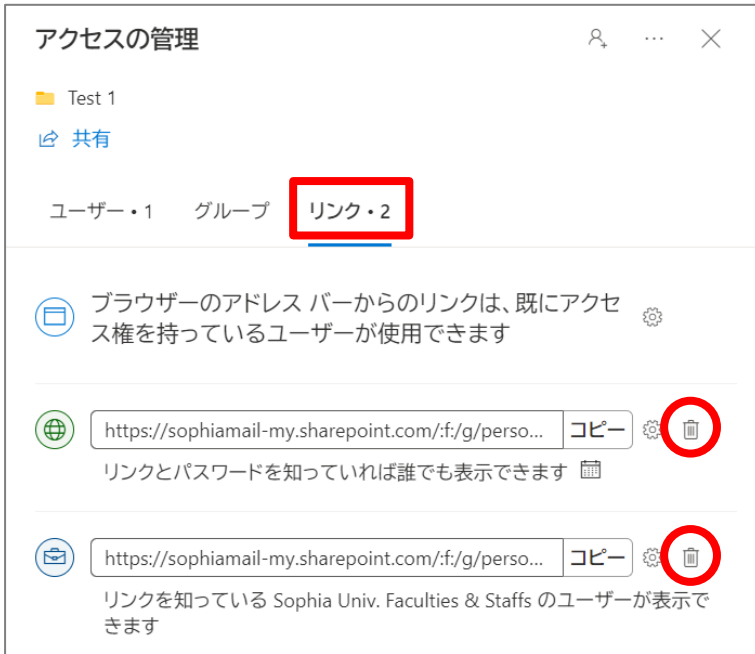 アクセスの管理
Test 1
共有
ユーザー・1 グループ リンク・2
ブラウザーのアドレス バーからのリンクは、既にアクセ
ス権を持っているユーザーが使用できます
https://sophiamail-my.sharepoint.com/:f:/g/perso... コピー
リンクとパスワードを知っていれば誰でも表示できます
https://sophiamail-my.sharepoint.com/:f:/g/perso... コピー
リンクを知っている Sophia Univ. Faculties & Staffs のユーザーが表示で
きます